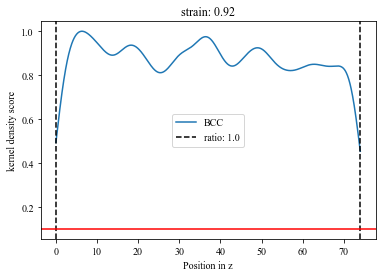 strain: 0.92
1.0
0.8
0.6
0.4
0.2
kernel density score
BCC
ratio: 1.0
0 10 20 30 40 50 60 70
Position in z